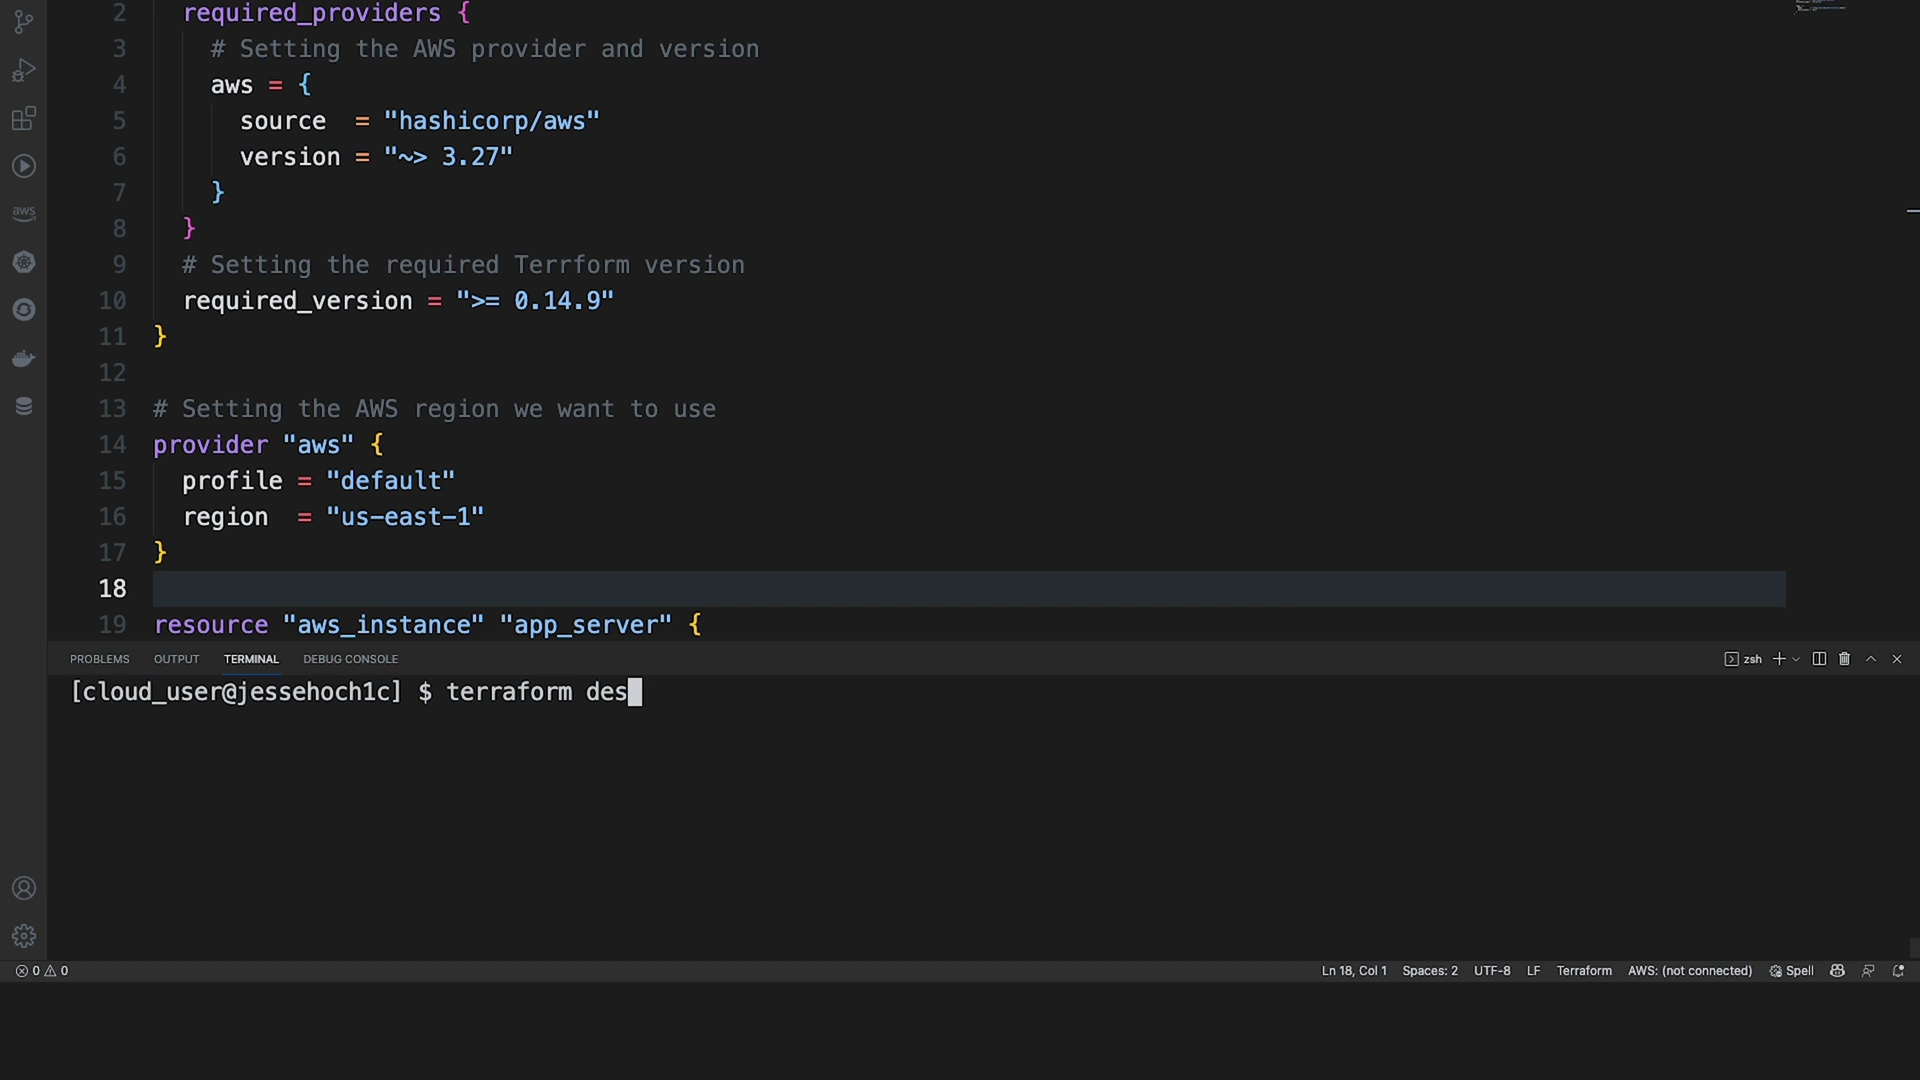 2 required_providers {
3 # Setting the AWS provider and version
4 aws = {
5 source = "hashicorp/aws"
6 version = "~> 3.27"
7 }
8 }
9 # Setting the required Terrform version
10 required_version = ">= 0.14.9"
11 }
12
13 # Setting the AWS region we want to use
14 provider "aws" {
15 profile = "default"
16 region = "us-east-1"
17 }
18
19 resource "aws_instance" "app_server" {
aws
PROBLEMS OUTPUT TERMINAL DEBUG CONSOLE zsh
[cloud_user@jessehoch1c] $ terraform des
0 0 Ln 18, Col 1 Spaces: 2 UTF-8 LF Terraform AWS: (not connected) Spell